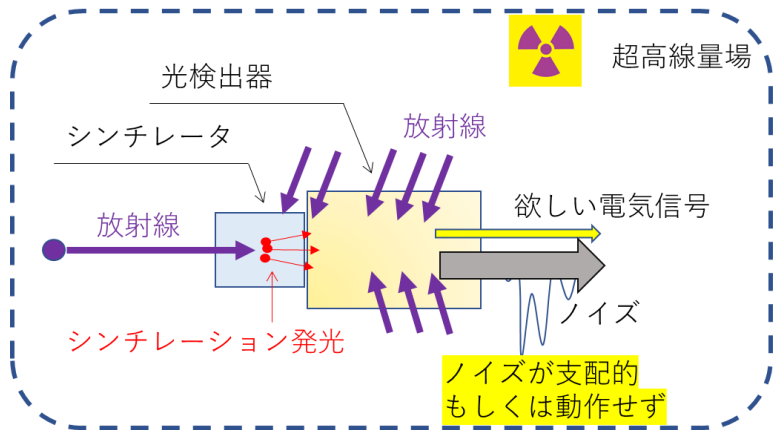 超高線量場
光検出器
放射線
シンチレータ
欲しい電気信号
放射線
ノイズ
シンチレーション発光
ノイズが支配的
もしくは動作せず